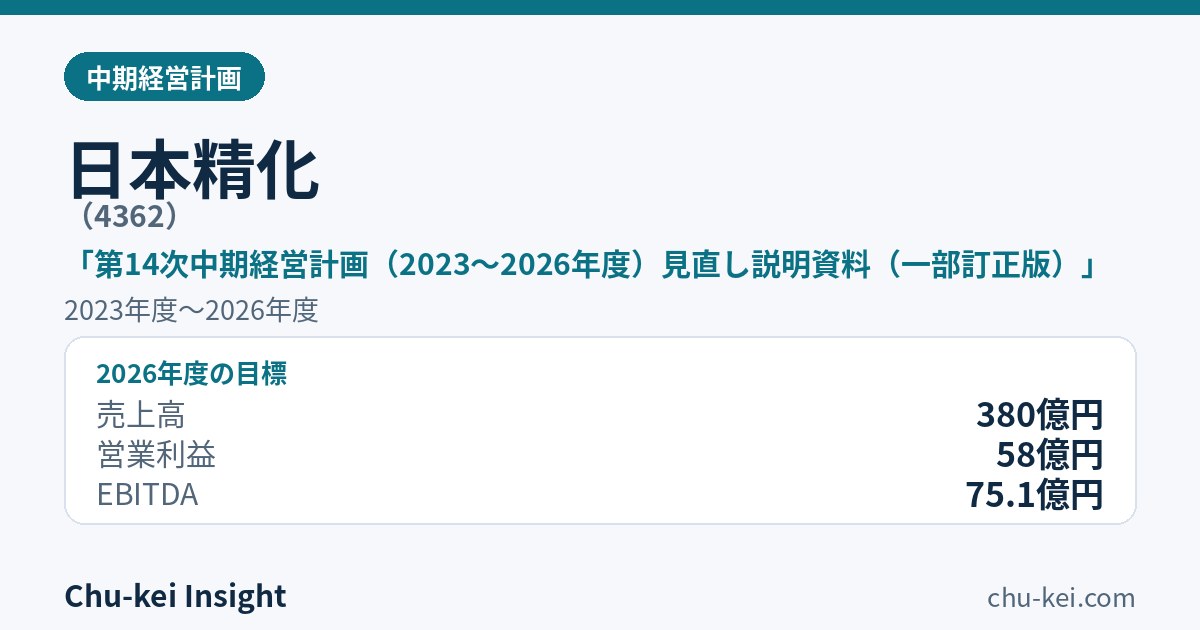 中期経営計画
日本精化
（4362）
「第14次中期経営計画（2023～2026年度）見直し説明資料（一部訂正版）」
2023年度～2026年度
2026年度の目標
売上高 380億円
営業利益 58億円
EBITDA 75.1億円
Chu-kei Insight chu-kei.com